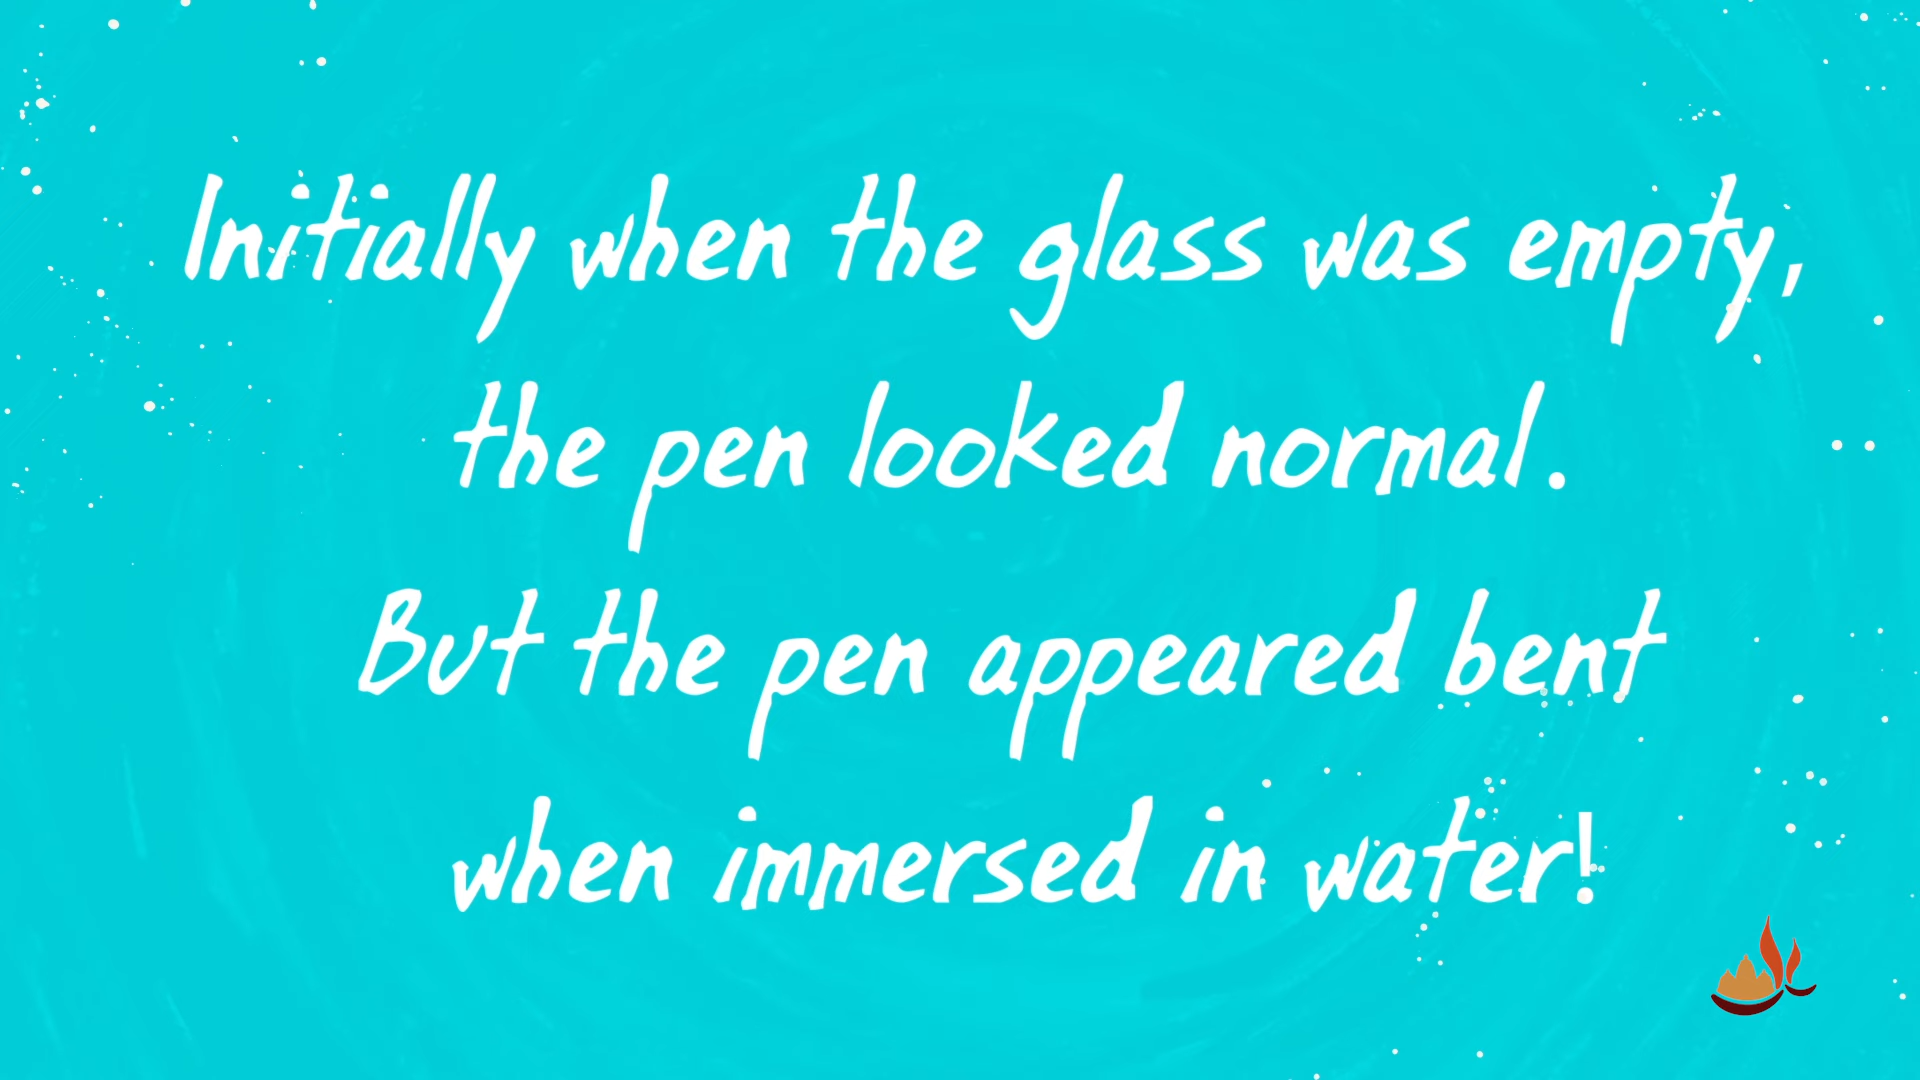 Initially when the glass was empty,
the pen looked normal.
But the pen appeared bent
when immersed in water!